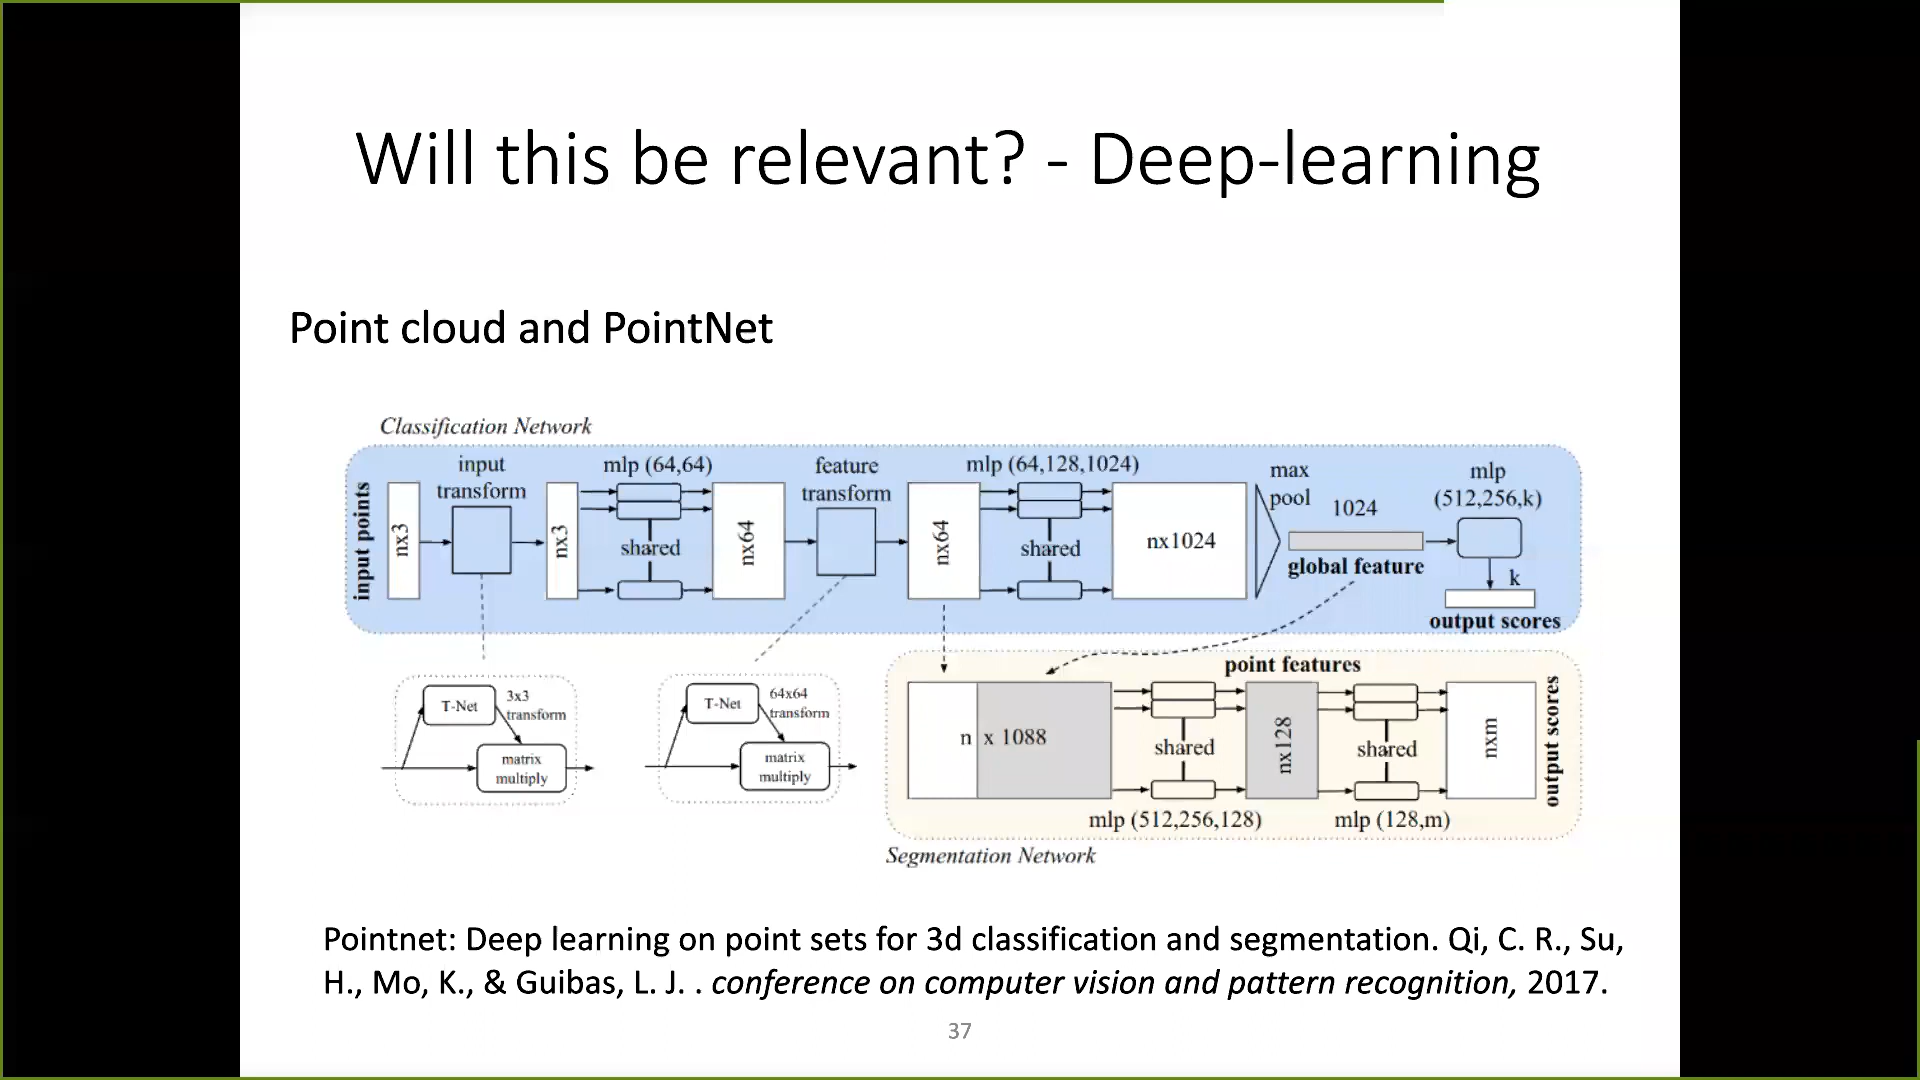 Will this be relevant? - Deep-learning
Point cloud and PointNet
Classification Network
input points
nx3
input
transform
nx3
mlp (64,64)
shared
nx64
feature
transform
nx64
mlp (64,128,1024)
shared
nx1024
max
pool
1024
global feature
mlp
(512,256,k)
k
output scores
T-Net
3x3
transform
matrix
multiply
T-Net
64x64
transform
matrix
multiply
point features
n x 1088
shared
mlp (512,256,128)
nx128
shared
mlp (128,m)
nxm
output scores
Segmentation Network
Pointnet: Deep learning on point sets for 3d classification and segmentation. Qi, C. R., Su,
H., Mo, K., & Guibas, L. J. . conference on computer vision and pattern recognition, 2017.
37